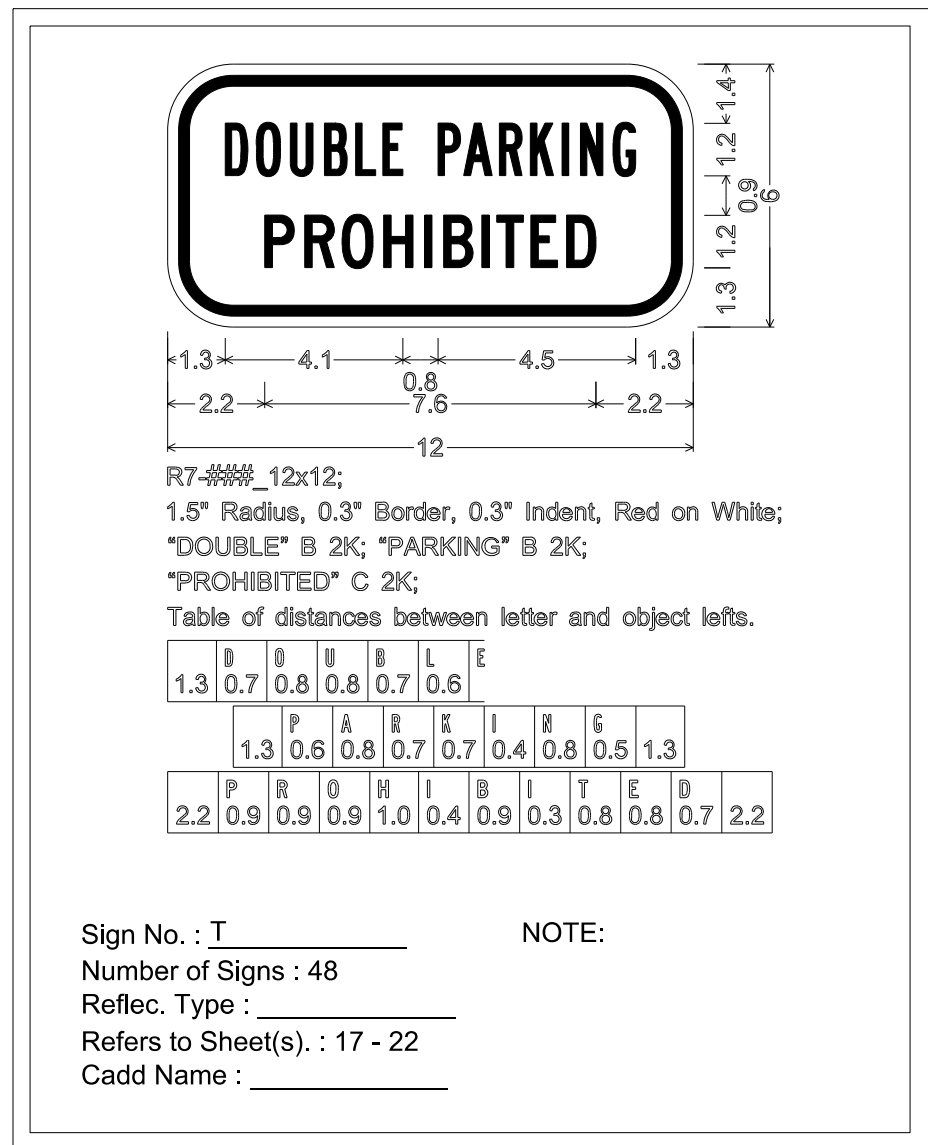 DOUBLE PARKING
PROHIBITED
1.4
1.2
0.9
1.2
1.3
6
1.3 4.1 0.8 4.5 1.3
2.2 7.6 2.2
12
R7-###_12x12;
1.5" Radius, 0.3" Border, 0.3" Indent, Red on White;
“DOUBLE” B 2K; “PARKING” B 2K;
“PROHIBITED” C 2K;
Table of distances between letter and object lefts.
D O U B L E
1.3 0.7 0.8 0.8 0.7 0.6
P A R K I N G
1.3 0.6 0.8 0.7 0.7 0.4 0.8 0.5 1.3
P R O H I B I T E D
2.2 0.9 0.9 0.9 1.0 0.4 0.9 0.3 0.8 0.8 0.7 2.2
Sign No. : T
NOTE:
Number of Signs : 48
Reflec. Type :
Refers to Sheet(s). : 17 - 22
Cadd Name :